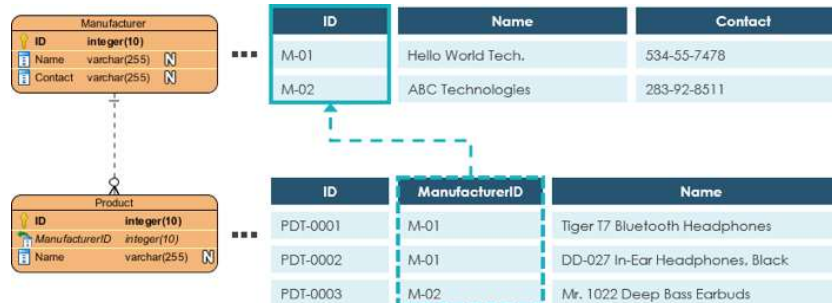 Manufacturer
ID integer(10)
Name varchar(255) N
Contact varchar(255) N
ID Name Contact
M-01 Hello World Tech. 534-55-7478
M-02 ABC Technologies 283-92-8511
Product
ID integer(10)
ManufacturerID integer(10)
Name varchar(255) N
ID ManufacturerID Name
PDT-0001 M-01 Tiger T7 Bluetooth Headphones
PDT-0002 M-01 DD-027 In-Ear Headphones, Black
PDT-0003 M-02 Mr. 1022 Deep Bass Earbuds